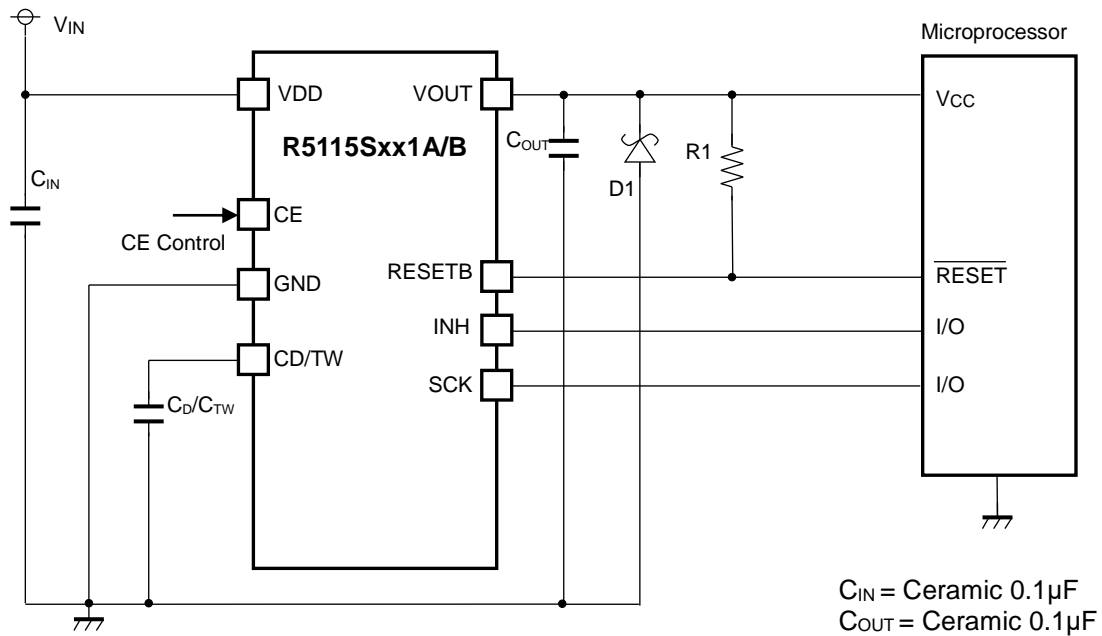 VIN
Microprocessor
VDD
VOUT
VCC
R5115Sxx1A/B
COUT
R1
D1
CIN
CE
CE Control
RESETB
RESET
GND
INH
I/O
CD/TW
SCK
I/O
CD/CTW
CIN = Ceramic 0.1µF
COUT = Ceramic 0.1µF